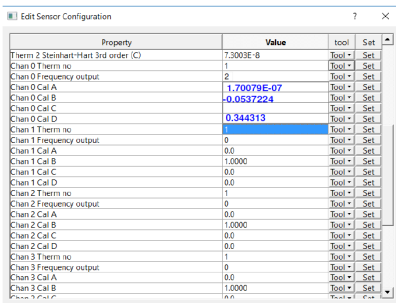 Edit Sensor Configuration ? ×
Property Value tool Set
Therm 2 Steinhart-Hart 3rd order (C) 7.3003E-8 Tool Set
Chan 0 Therm no 1 Tool Set
Chan 0 Frequency output 2 Tool Set
Chan 0 Cal A 1.70079E-07 Tool Set
Chan 0 Cal B -0.0537224 Tool Set
Chan 0 Cal C Tool Set
Chan 0 Cal D 0.344313 Tool Set
Chan 1 Therm no 1 Tool Set
Chan 1 Frequency output 0 Tool Set
Chan 1 Cal A 0.0 Tool Set
Chan 1 Cal B 1.0000 Tool Set
Chan 1 Cal C 0.0 Tool Set
Chan 1 Cal D 0.0 Tool Set
Chan 2 Therm no 1 Tool Set
Chan 2 Frequency output 0 Tool Set
Chan 2 Cal A 0.0 Tool Set
Chan 2 Cal B 1.0000 Tool Set
Chan 2 Cal C 0.0 Tool Set
Chan 2 Cal D 0.0 Tool Set
Chan 3 Therm no 1 Tool Set
Chan 3 Frequency output 0 Tool Set
Chan 3 Cal A 0.0 Tool Set
Chan 3 Cal B 1.0000 Tool Set
Chan 3 Cal C 0.0 Tool Set